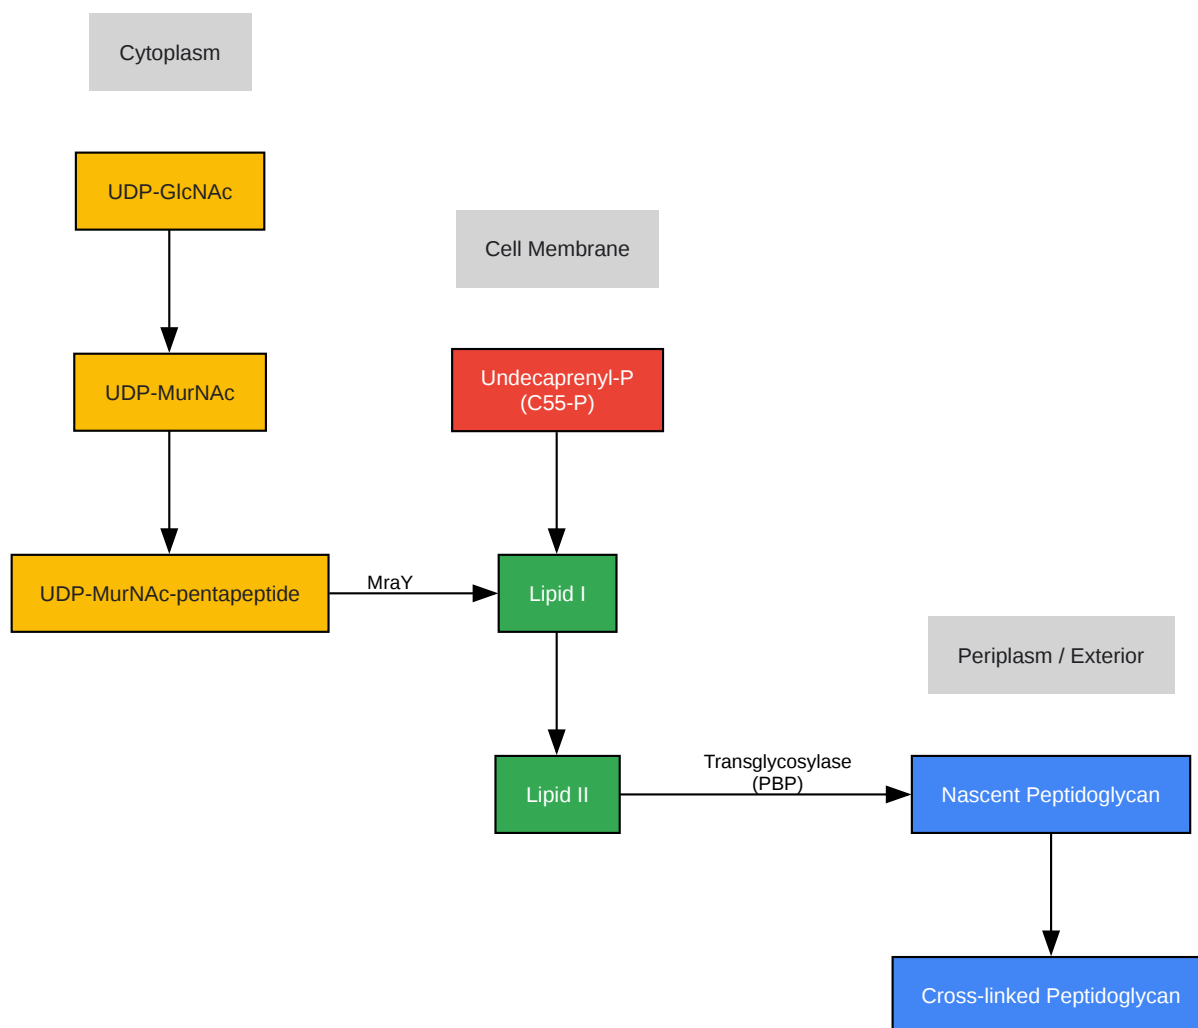 Cytoplasm
UDP-GlcNAc
Cell Membrane
Undecaprenyl-P
(C55-P)
UDP-MurNAc
UDP-MurNAc-pentapeptide
MraY
Lipid I
Periplasm / Exterior
Lipid II
Transglycosylase
(PBP)
Nascent Peptidoglycan
Cross-linked Peptidoglycan